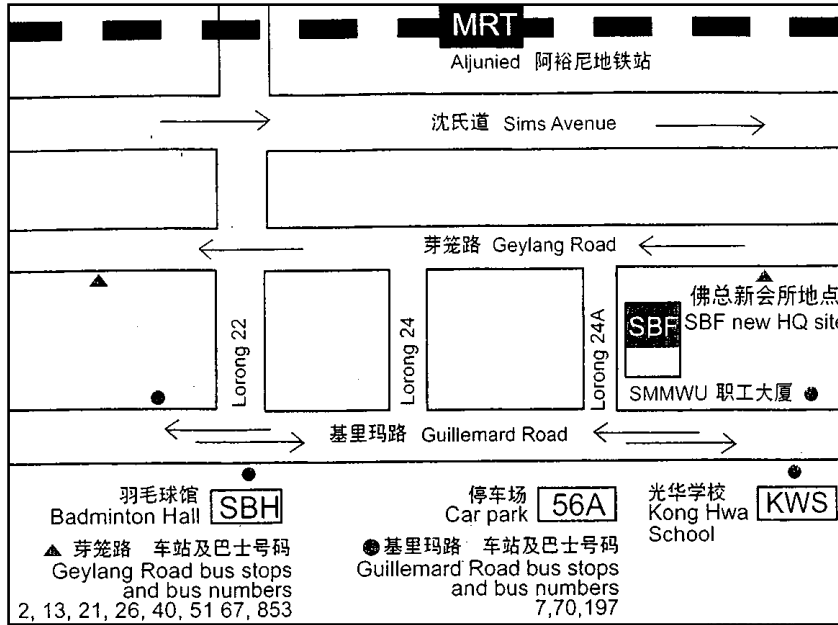 MRT
Aljunied 阿裕尼地铁站
沈氏道 Sims Avenue
芽笼路 Geylang Road
佛总新会所地点
SBF
SBF new HQ site
Lorong 22
Lorong 24
Lorong 24A
SMMWU 职工大厦
基里玛路 Guillemard Road
羽毛球馆
Badminton Hall
SBH
停车场
Car park
56A
光华学校
Kong Hwa
School
KWS
芽笼路 车站及巴士号码
Geylang Road bus stops
and bus numbers
2, 13, 21, 26, 40, 51 67, 853
基里玛路 车站及巴士号码
Guillemard Road bus stops
and bus numbers
7,70,197